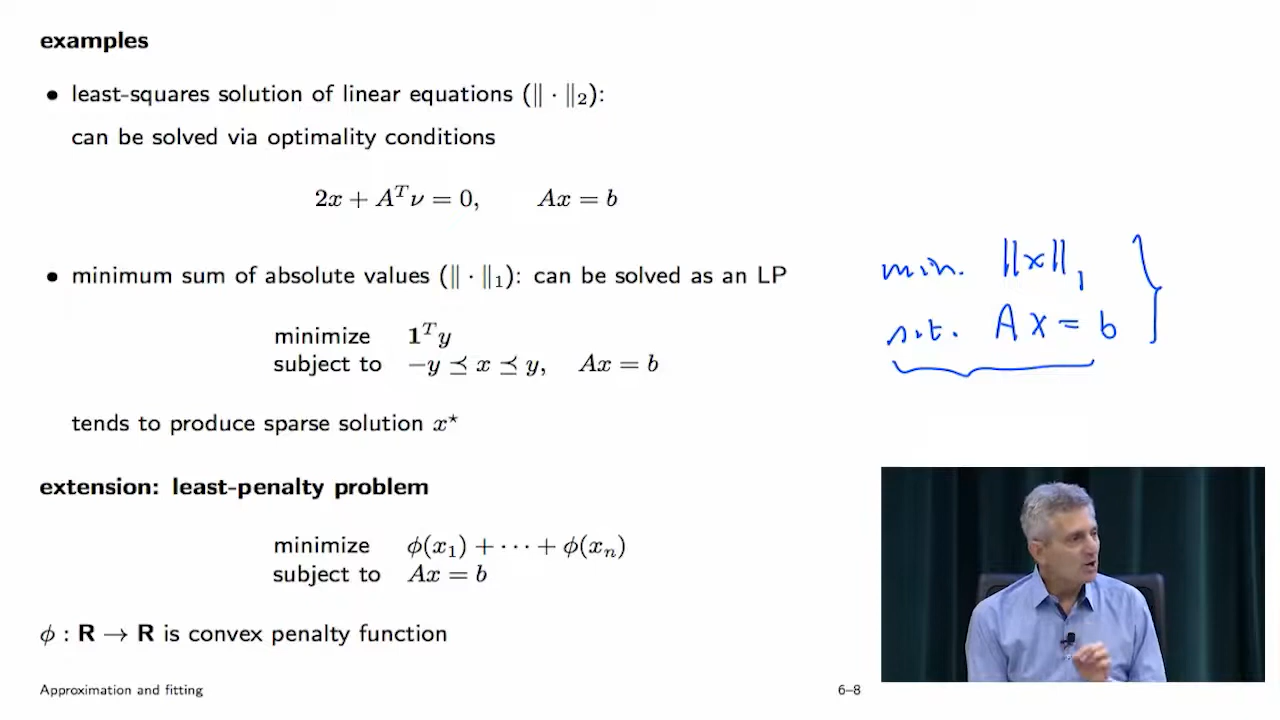 examples
• least-squares solution of linear equations (‖ · ‖₂):
can be solved via optimality conditions
2x + Aᵀν = 0,   Ax = b
• minimum sum of absolute values (‖ · ‖₁): can be solved as an LP
minimize 1ᵀy
subject to −y ⪯ x ⪯ y,   Ax = b
tends to produce sparse solution x⋆
min. ‖x‖₁
s.t. Ax = b
extension: least-penalty problem
minimize ϕ(x₁) + · · · + ϕ(xₙ)
subject to Ax = b
ϕ : R → R is convex penalty function
Approximation and fitting 6–8